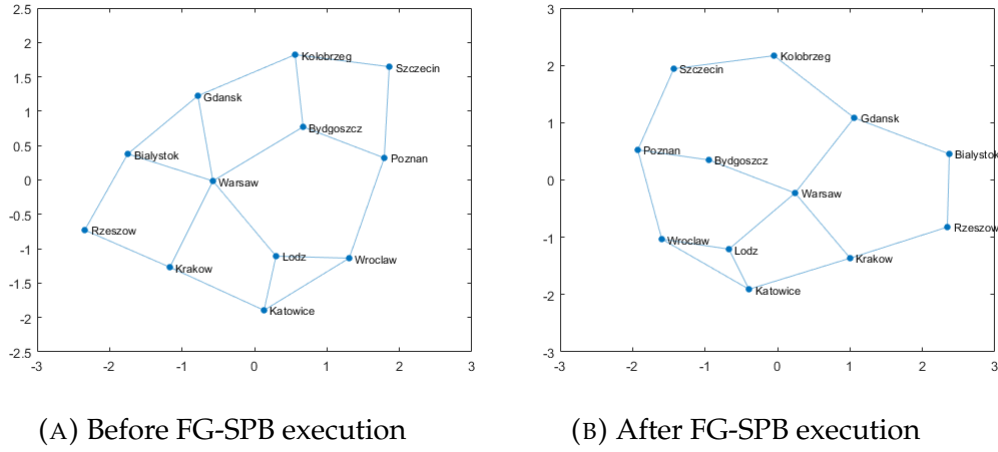 2.5
2
1.5
1
0.5
0
-0.5
-1
-1.5
-2
-2.5
-3
-2
-1
0
1
2
3
Kolobrzeg
Szczecin
Gdansk
Bydgoszcz
Bialystok
Poznan
Warsaw
Rzeszow
Lodz
Wroclaw
Krakow
Katowice
(A) Before FG-SPB execution
3
2
1
0
-1
-2
-3
-3
-2
-1
0
1
2
3
Kolobrzeg
Szczecin
Gdansk
Poznan
Bydgoszcz
Bialystok
Warsaw
Rzeszow
Wroclaw
Lodz
Krakow
Katowice
(B) After FG-SPB execution